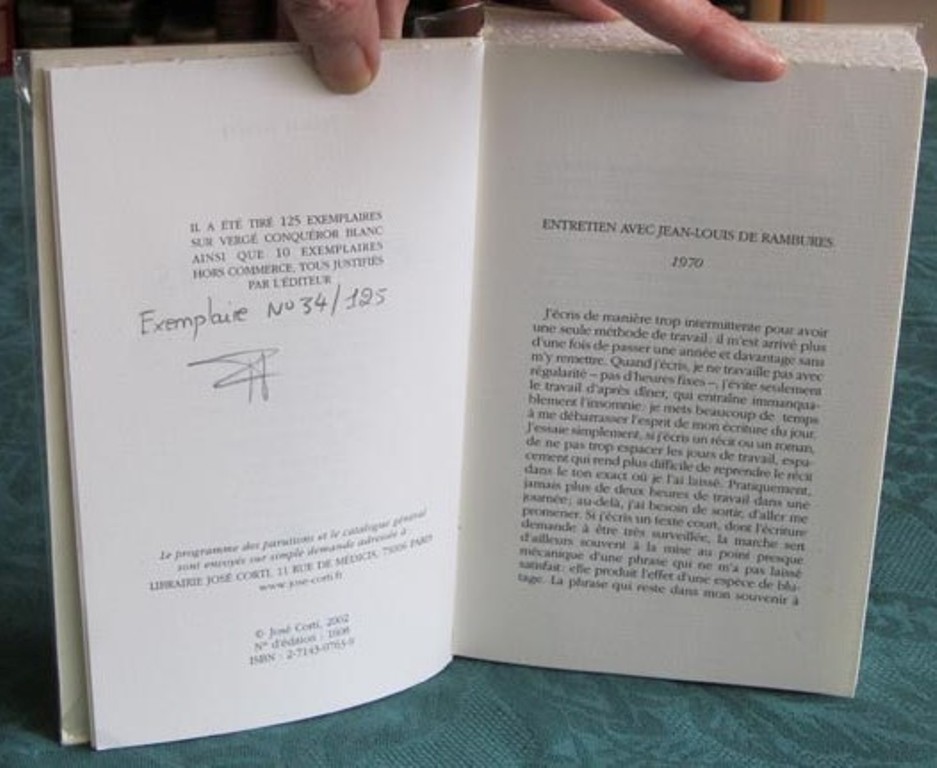 IL A ÉTÉ TIRÉ 125 EXEMPLAIRES
SUR VERGÉ CONQUÉROR BLANC
AINSI QUE 10 EXEMPLAIRES
HORS COMMERCE, TOUS JUSTIFIÉS
PAR L'ÉDITEUR
Exemplaire N° 34/125
Le programme des parutions et le catalogue général
sont envoyés sur simple demande adressée à
LIBRAIRIE JOSÉ CORTI, 11 RUE DE MÉDICIS, 75006 PARIS
www.jose-corti.fr
© José Corti, 2002
N° d'édition : 1808
ISBN : 2-7143-0763-9
ENTRETIEN AVEC JEAN-LOUIS DE RAMBURES
1970
J'écris de manière trop intermittente pour avoir
une seule méthode de travail : il m'est arrivé plus
d'une fois de passer une année et davantage sans
m'y remettre. Quand j'écris, je ne travaille pas avec
régularité – pas d'heures fixes –, j'évite seulement
le travail d'après dîner, qui entraîne immanqua-
blement l'insomnie : je mets beaucoup de temps
à me débarrasser l'esprit de mon écriture du jour.
J'essaie simplement, si j'écris un récit ou un roman,
de ne pas trop espacer les jours de travail, espa-
cement qui rend plus difficile de reprendre le récit
dans le ton exact où je l'ai laissé. Pratiquement,
jamais plus de deux heures de travail dans une
journée ; au-delà, j'ai besoin de sortir, d'aller me
promener. Si j'écris un texte court, dont l'écriture
demande à être très surveillée, la marche sert
d'ailleurs souvent à la mise au point presque
mécanique d'une phrase qui ne m'a pas laissé
satisfait : elle produit l'effet d'une espèce de blu-
tage. La phrase qui reste dans mon souvenir à